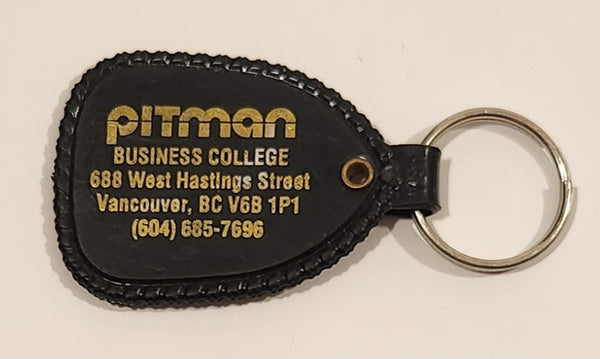 PITMAN
BUSINESS COLLEGE
688 West Hastings Street
Vancouver, BC V6B 1P1
(604) 685-7696